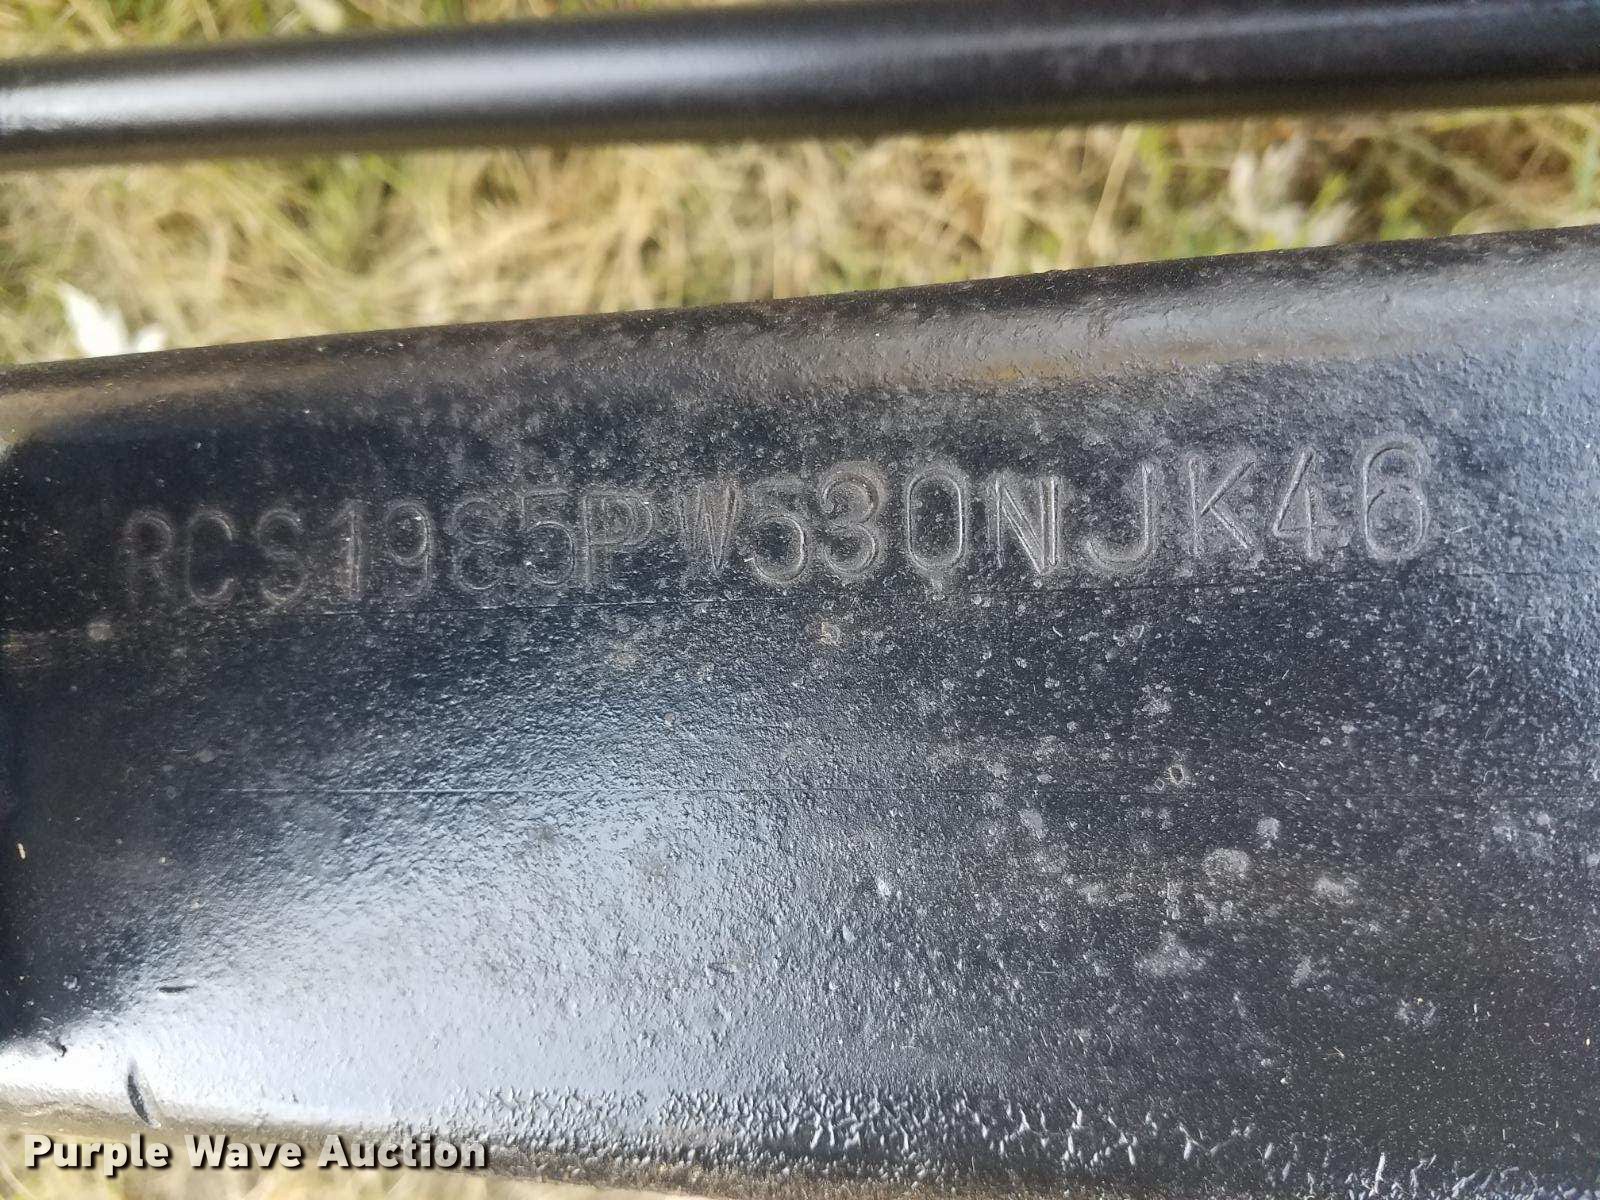 RCS1985PW530NJK46
Purple Wave Auction